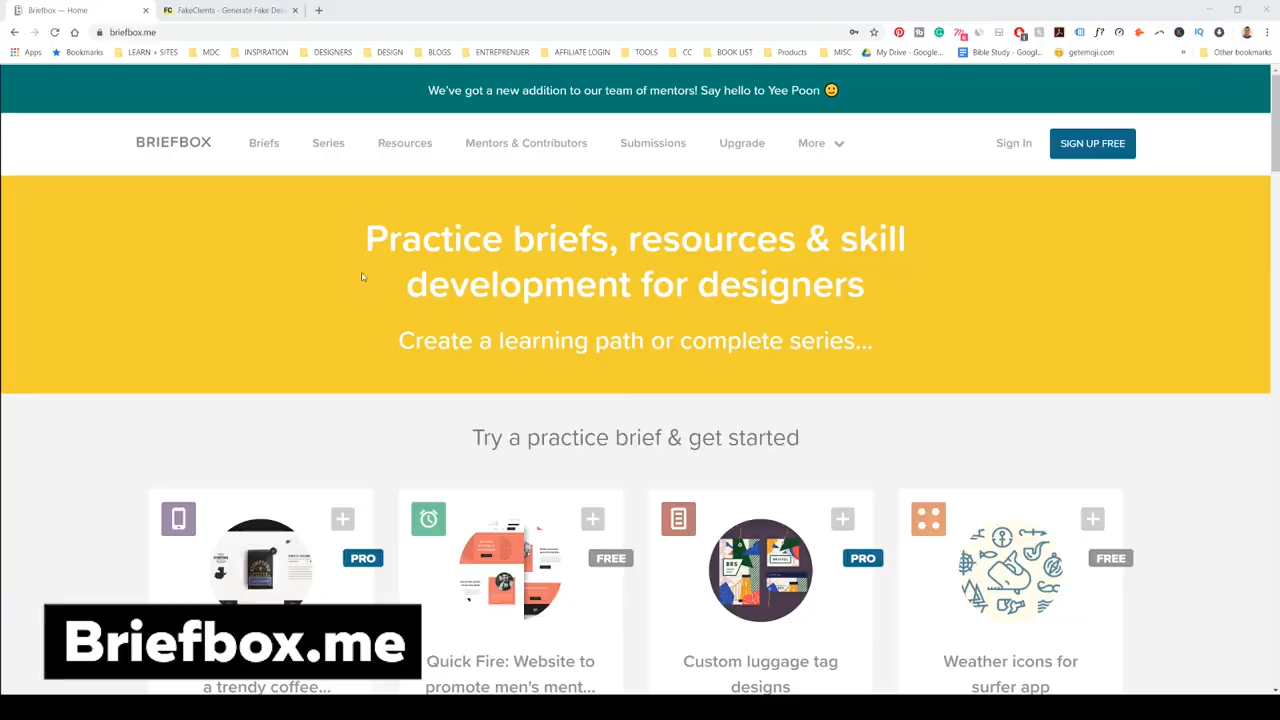 Briefbox — Home
FakeClients - Generate Fake Des
briefbox.me
Apps
Bookmarks
LEARN + SITES
MDC
INSPIRATION
DESIGNERS
DESIGN
BLOGS
ENTREPRENUER
AFFILIATE LOGIN
TOOLS
CC
BOOK LIST
Products
MISC
My Drive - Google...
Bible Study - Googl...
getemoji.com
»
Other bookmarks
We've got a new addition to our team of mentors! Say hello to Yee Poon 🙂
BRIEFBOX
Briefs
Series
Resources
Mentors & Contributors
Submissions
Upgrade
More
Sign In
SIGN UP FREE
Practice briefs, resources & skill
development for designers
Create a learning path or complete series...
Try a practice brief & get started
PRO
FREE
PRO
FREE
Briefbox.me
a trendy coffee...
Quick Fire: Website to
promote men's ment...
Custom luggage tag
designs
Weather icons for
surfer app